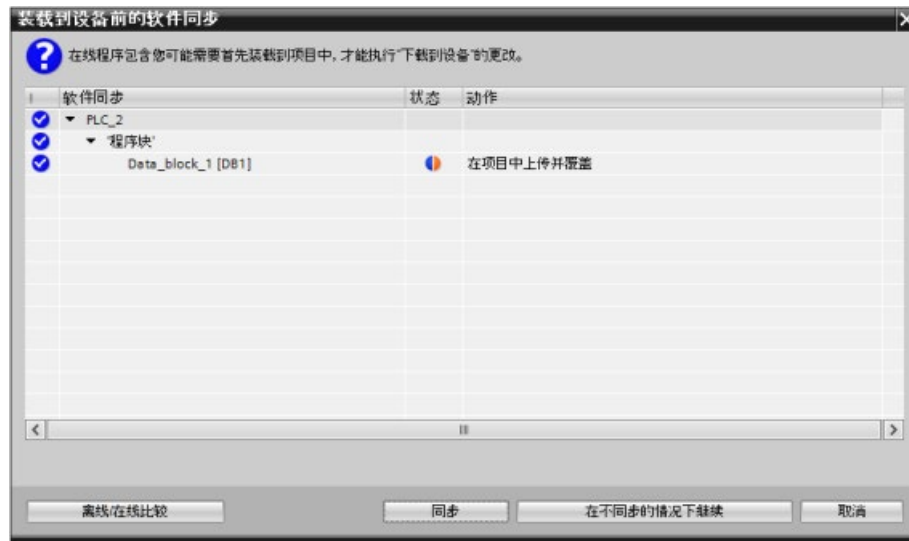 装载到设备前的软件同步
在线程序包含您可能需要首先装载到项目中，才能执行“下载到设备”的更改。
! 软件同步 状态 动作
PLC_2
'程序块'
Data_block_1 [DB1] 在项目中上传并覆盖
离线/在线比较 同步 在不同步的情况下继续 取消